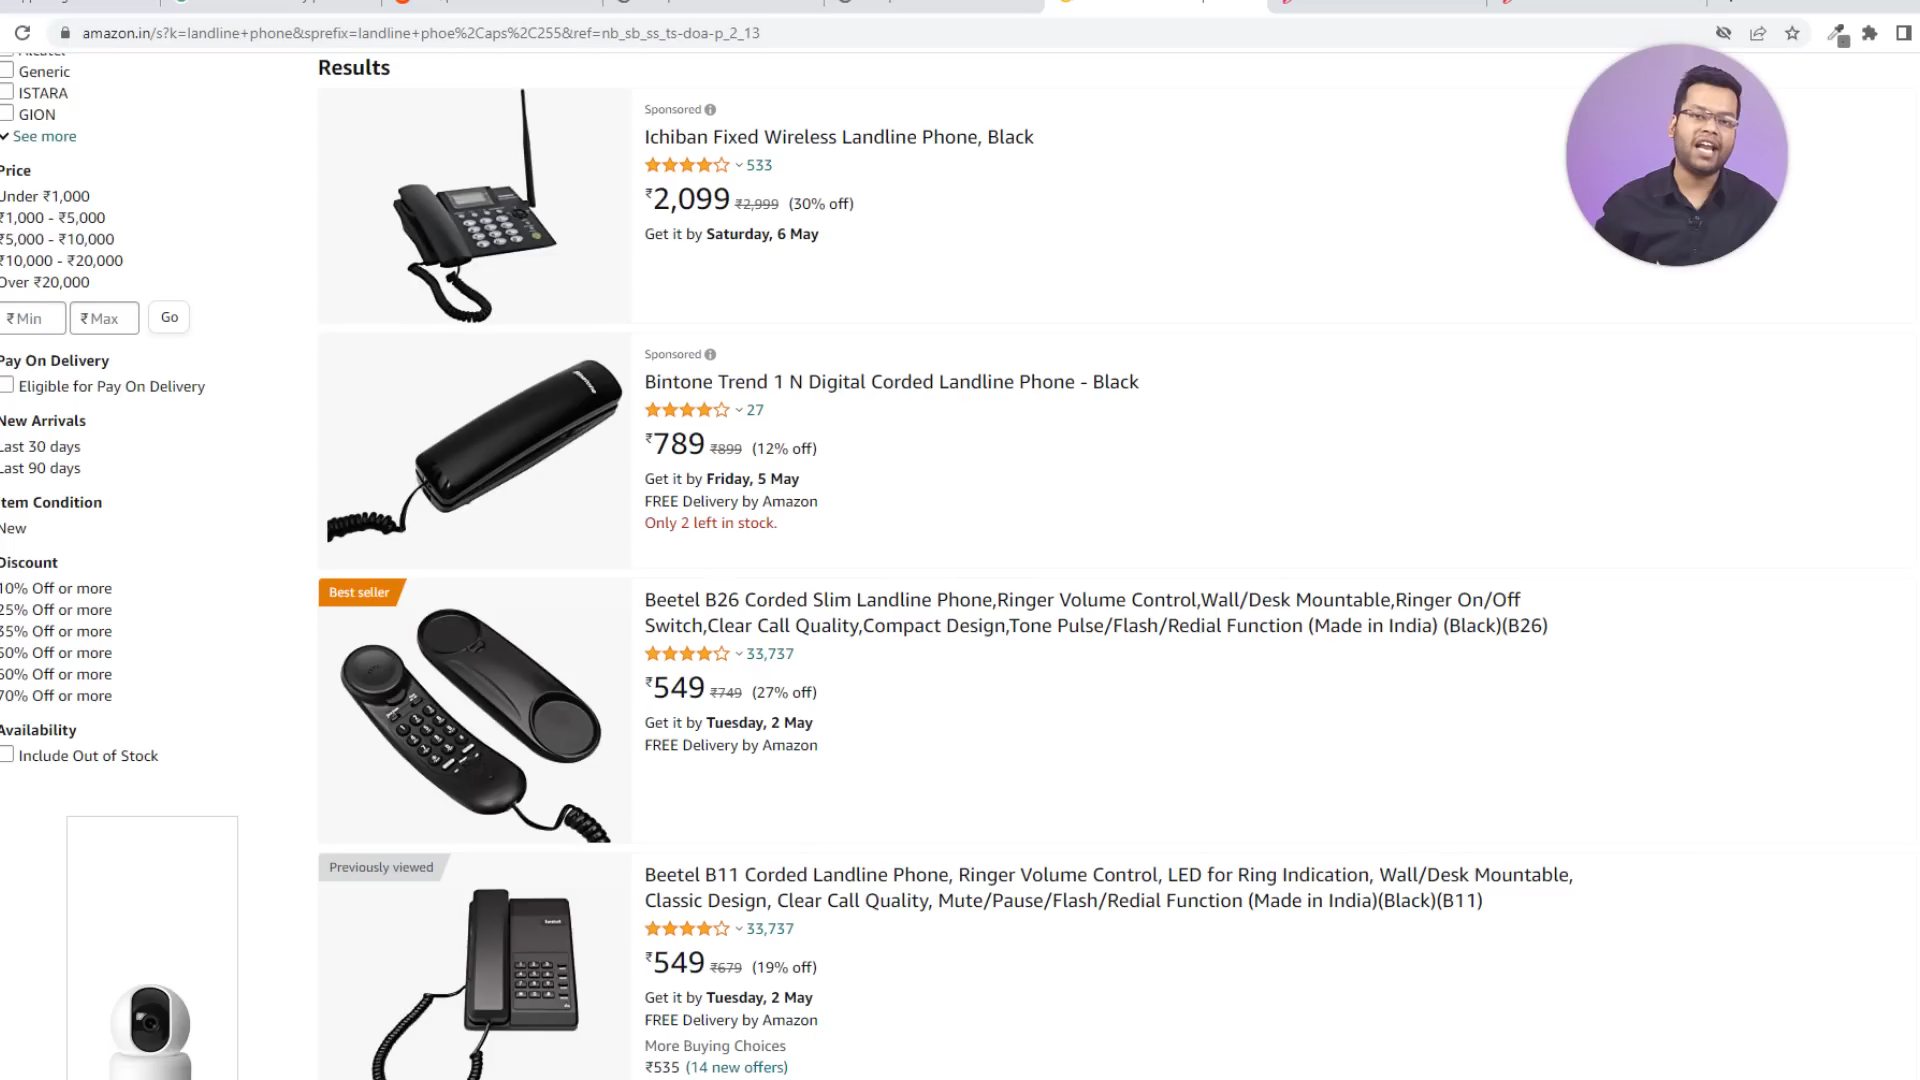 amazon.in/s?k=landline+phone&sprefix=landline+phoe%2Caps%2C255&ref=nb_sb_ss_ts-doa-p_2_13
Alcatel
Generic
ISTARA
GION
See more
Price
Under ₹1,000
₹1,000 - ₹5,000
₹5,000 - ₹10,000
₹10,000 - ₹20,000
Over ₹20,000
₹ Min
₹ Max
Go
Pay On Delivery
Eligible for Pay On Delivery
New Arrivals
Last 30 days
Last 90 days
Item Condition
New
Discount
10% Off or more
25% Off or more
35% Off or more
50% Off or more
60% Off or more
70% Off or more
Availability
Include Out of Stock
Results
Sponsored
Ichiban Fixed Wireless Landline Phone, Black
533
₹2,099 ₹2,999 (30% off)
Get it by Saturday, 6 May
Sponsored
Bintone Trend 1 N Digital Corded Landline Phone - Black
27
₹789 ₹899 (12% off)
Get it by Friday, 5 May
FREE Delivery by Amazon
Only 2 left in stock.
Best seller
Beetel B26 Corded Slim Landline Phone,Ringer Volume Control,Wall/Desk Mountable,Ringer On/Off
Switch,Clear Call Quality,Compact Design,Tone Pulse/Flash/Redial Function (Made in India) (Black)(B26)
33,737
₹549 ₹749 (27% off)
Get it by Tuesday, 2 May
FREE Delivery by Amazon
Previously viewed
Beetel B11 Corded Landline Phone, Ringer Volume Control, LED for Ring Indication, Wall/Desk Mountable,
Classic Design, Clear Call Quality, Mute/Pause/Flash/Redial Function (Made in India)(Black)(B11)
33,737
₹549 ₹679 (19% off)
Get it by Tuesday, 2 May
FREE Delivery by Amazon
More Buying Choices
₹535 (14 new offers)